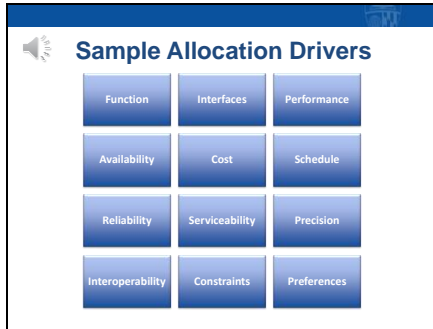 Sample Allocation Drivers
Function Interfaces Performance
Availability Cost Schedule
Reliability Serviceability Precision
Interoperability Constraints Preferences